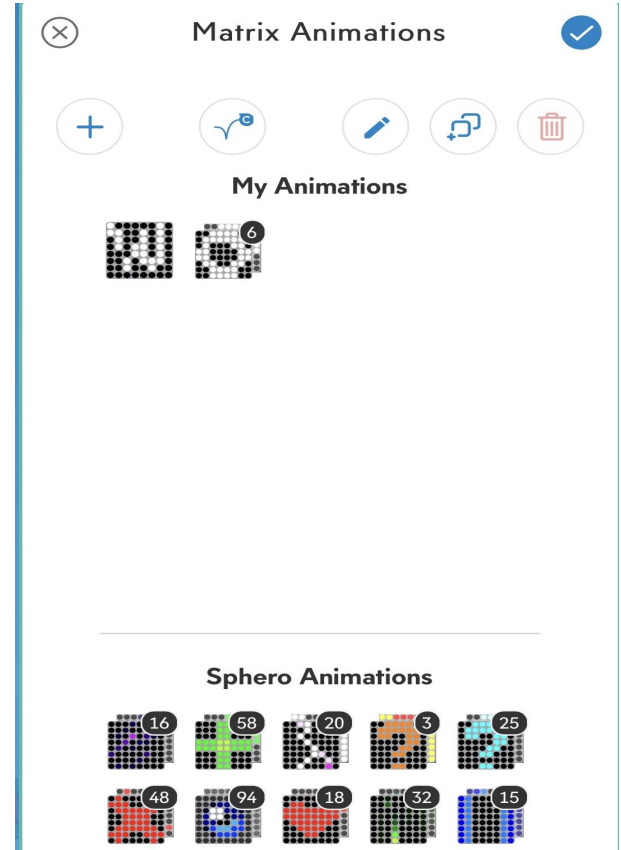 Matrix Animations
C
My Animations
6
Sphero Animations
16 58 20 3 25
48 94 18 32 15